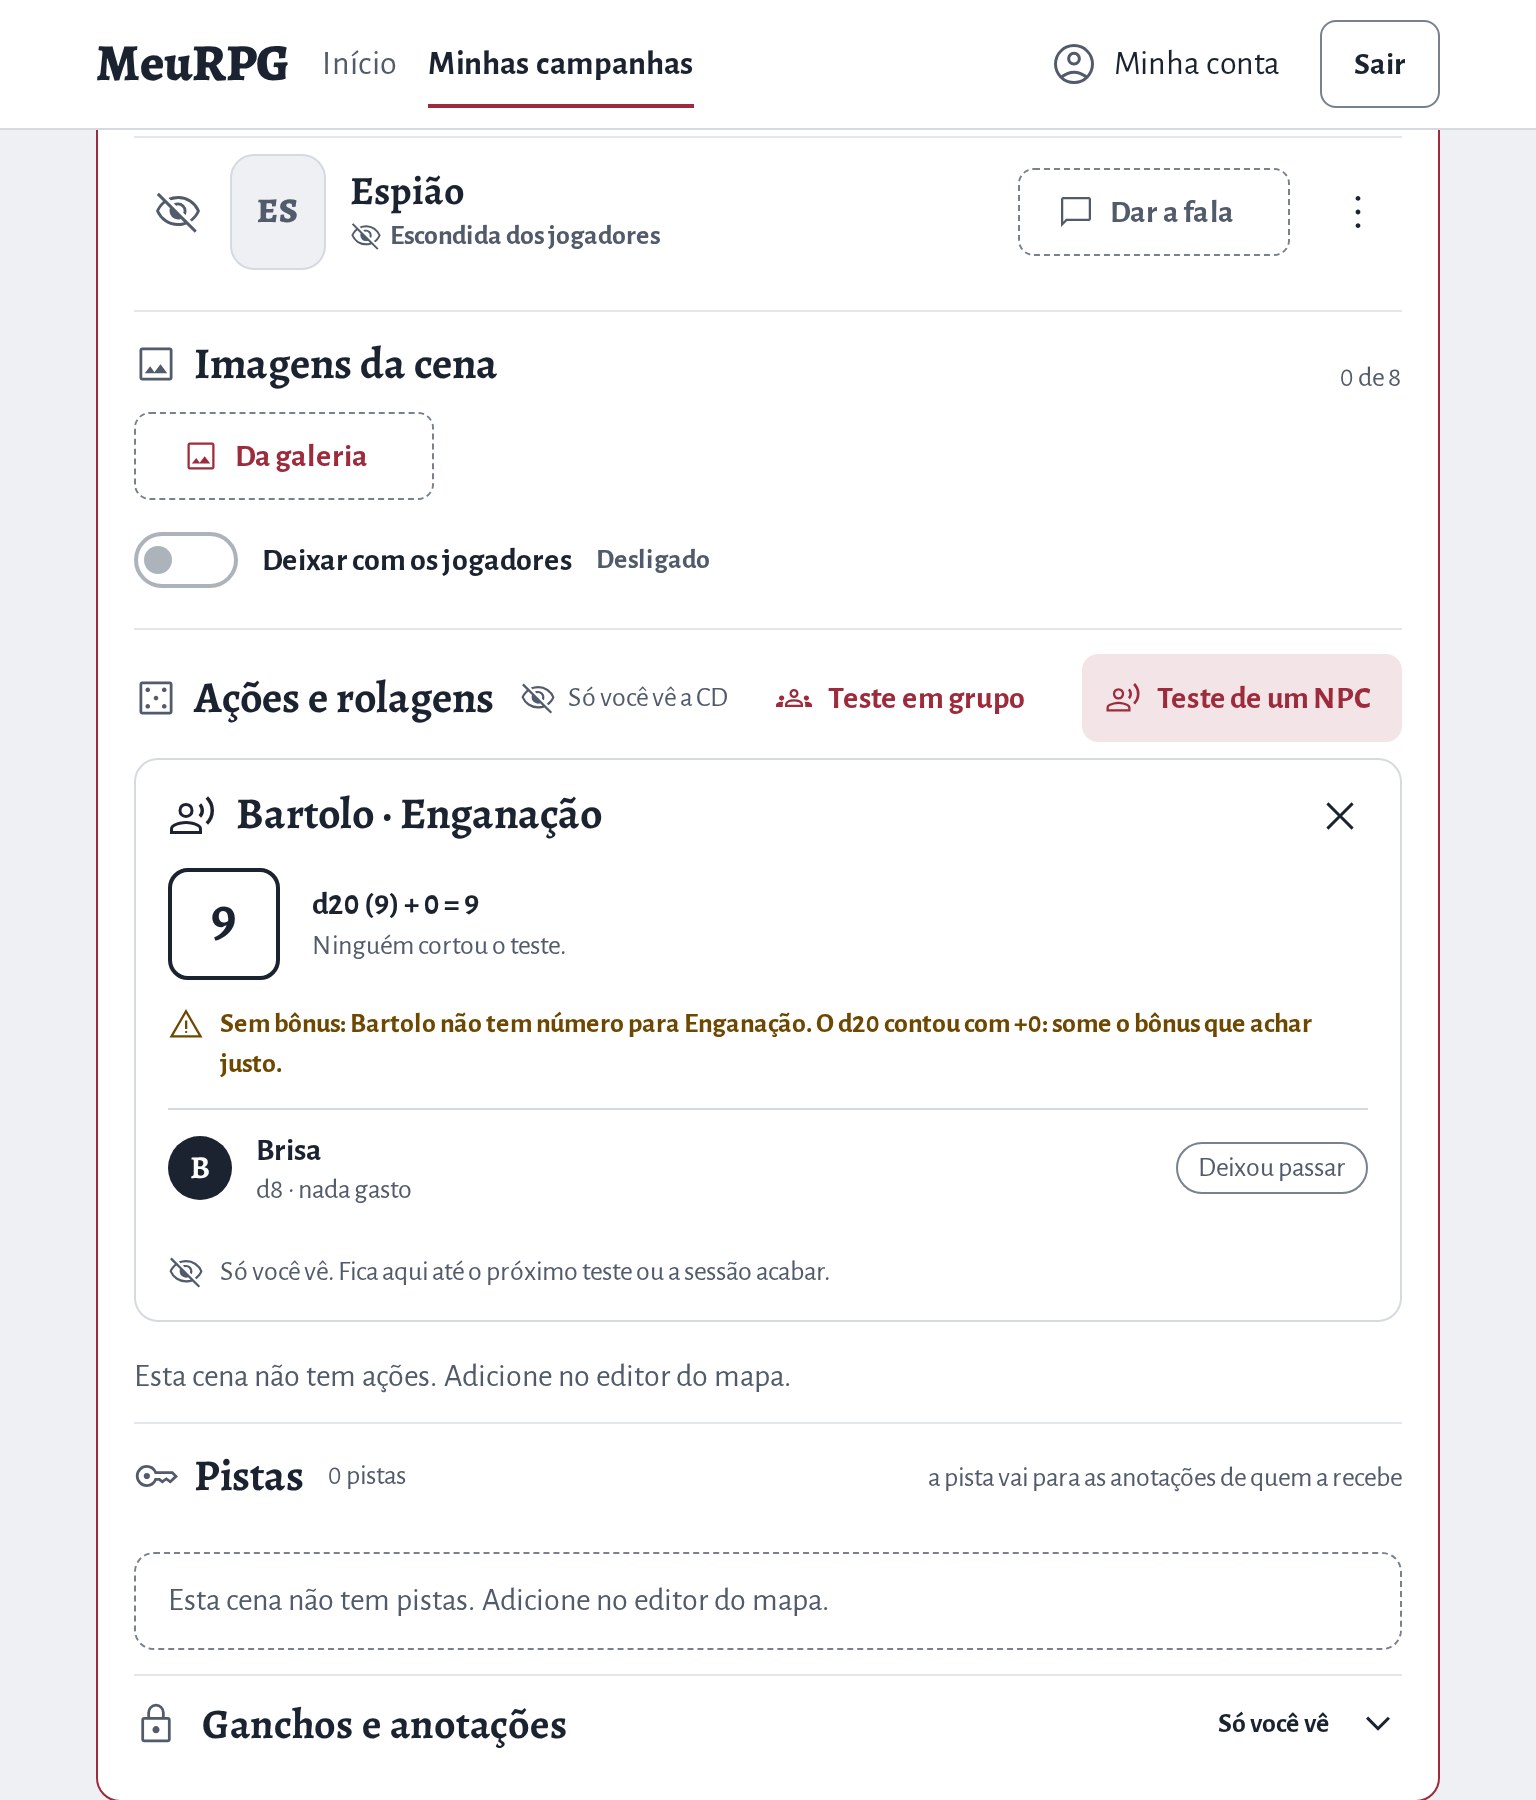 MeuRPG Início Minhas campanhas Minha conta Sair
ES
Espião
Escondida dos jogadores
Dar a fala
Imagens da cena
0 de 8
Da galeria
Deixar com os jogadores Desligado
Ações e rolagens Só você vê a CD Teste em grupo Teste de um NPC
Bartolo · Enganação
9
d20 (9) + 0 = 9
Ninguém cortou o teste.
Sem bônus: Bartolo não tem número para Enganação. O d20 contou com +0: some o bônus que achar
justo.
B
Brisa
d8 · nada gasto
Deixou passar
Só você vê. Fica aqui até o próximo teste ou a sessão acabar.
Esta cena não tem ações. Adicione no editor do mapa.
Pistas 0 pistas a pista vai para as anotações de quem a recebe
Esta cena não tem pistas. Adicione no editor do mapa.
Ganchos e anotações Só você vê